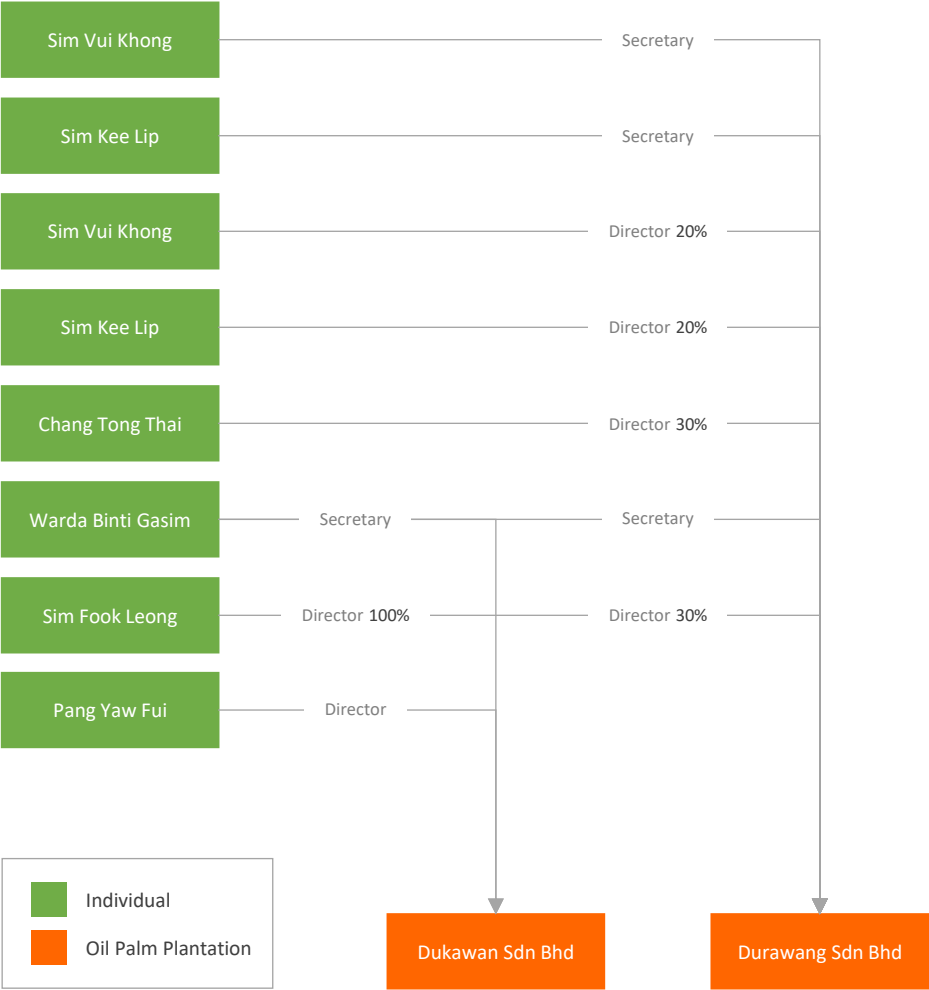 Sim Vui Khong
Secretary
Sim Kee Lip
Secretary
Sim Vui Khong
Director 20%
Sim Kee Lip
Director 20%
Chang Tong Thai
Director 30%
Warda Binti Gasim
Secretary
Secretary
Sim Fook Leong
Director 100%
Director 30%
Pang Yaw Fui
Director
Individual
Oil Palm Plantation
Dukawan Sdn Bhd
Durawang Sdn Bhd